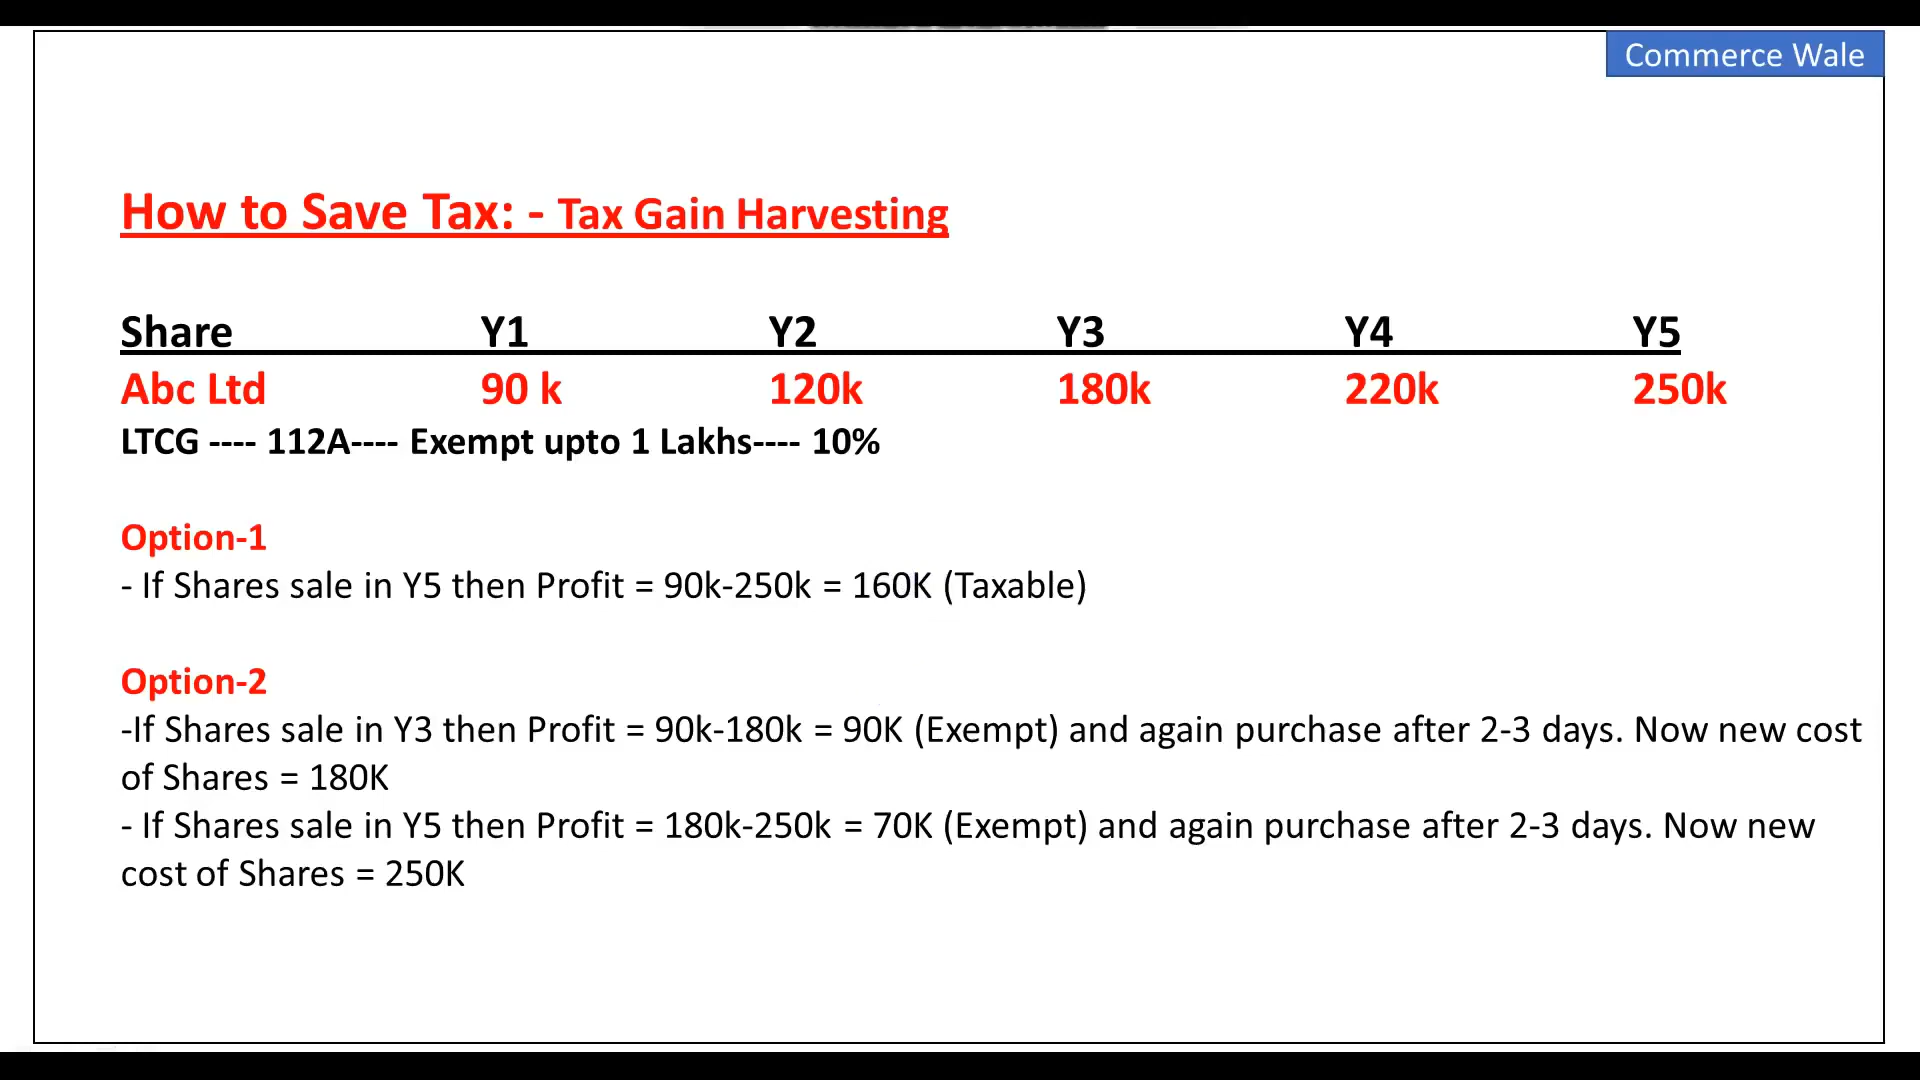 Commerce Wale
How to Save Tax: - Tax Gain Harvesting
Share Y1 Y2 Y3 Y4 Y5
Abc Ltd 90 k 120k 180k 220k 250k
LTCG ---- 112A---- Exempt upto 1 Lakhs---- 10%
Option-1
- If Shares sale in Y5 then Profit = 90k-250k = 160K (Taxable)
Option-2
-If Shares sale in Y3 then Profit = 90k-180k = 90K (Exempt) and again purchase after 2-3 days. Now new cost
of Shares = 180K
- If Shares sale in Y5 then Profit = 180k-250k = 70K (Exempt) and again purchase after 2-3 days. Now new
cost of Shares = 250K